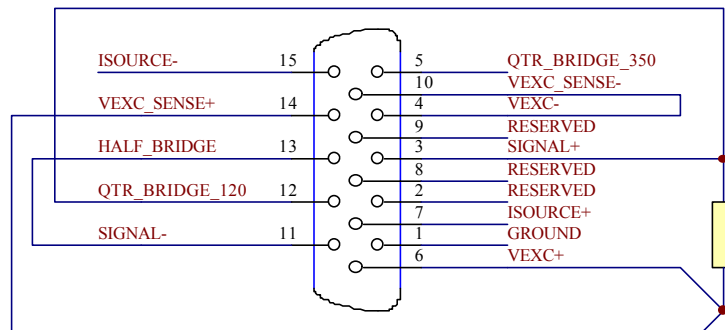 ISOURCE- 15
5 QTR_BRIDGE_350
10 VEXC_SENSE-
VEXC_SENSE+ 14
4 VEXC-
9 RESERVED
HALF_BRIDGE 13
3 SIGNAL+
8 RESERVED
QTR_BRIDGE_120 12
2 RESERVED
7 ISOURCE+
SIGNAL- 11
1 GROUND
6 VEXC+